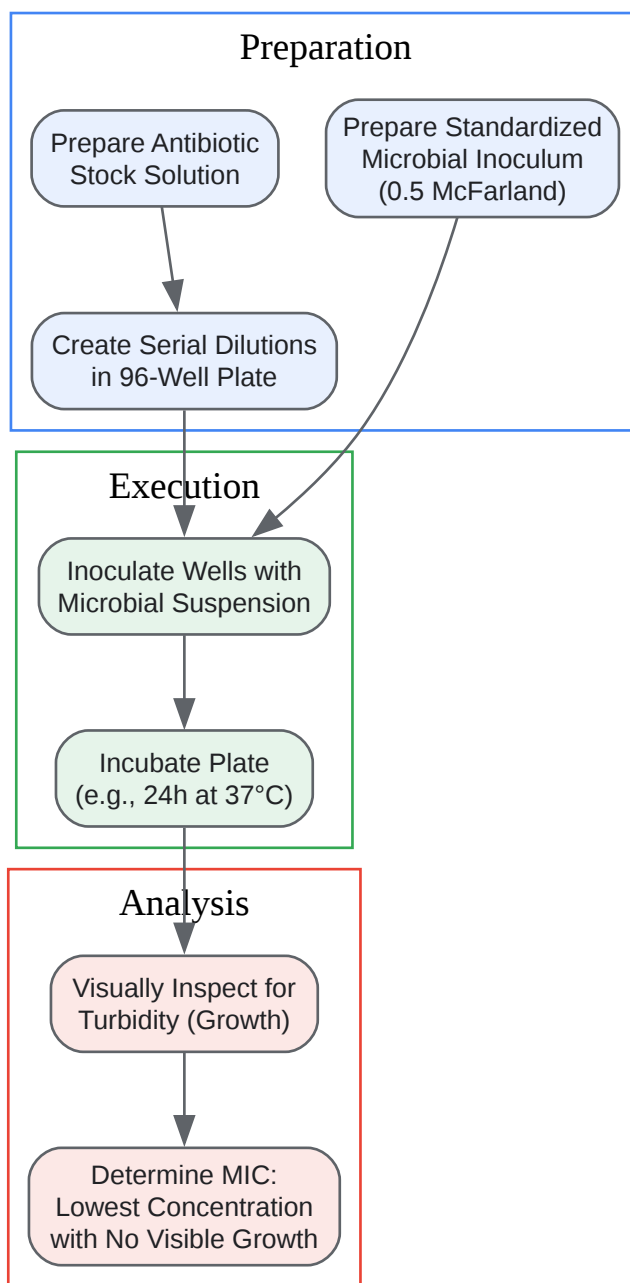 Preparation
Prepare Antibiotic
Stock Solution
Prepare Standardized
Microbial Inoculum
(0.5 McFarland)
Create Serial Dilutions
in 96-Well Plate
Execution
Inoculate Wells with
Microbial Suspension
Incubate Plate
(e.g., 24h at 37°C)
Analysis
Visually Inspect for
Turbidity (Growth)
Determine MIC:
Lowest Concentration
with No Visible Growth